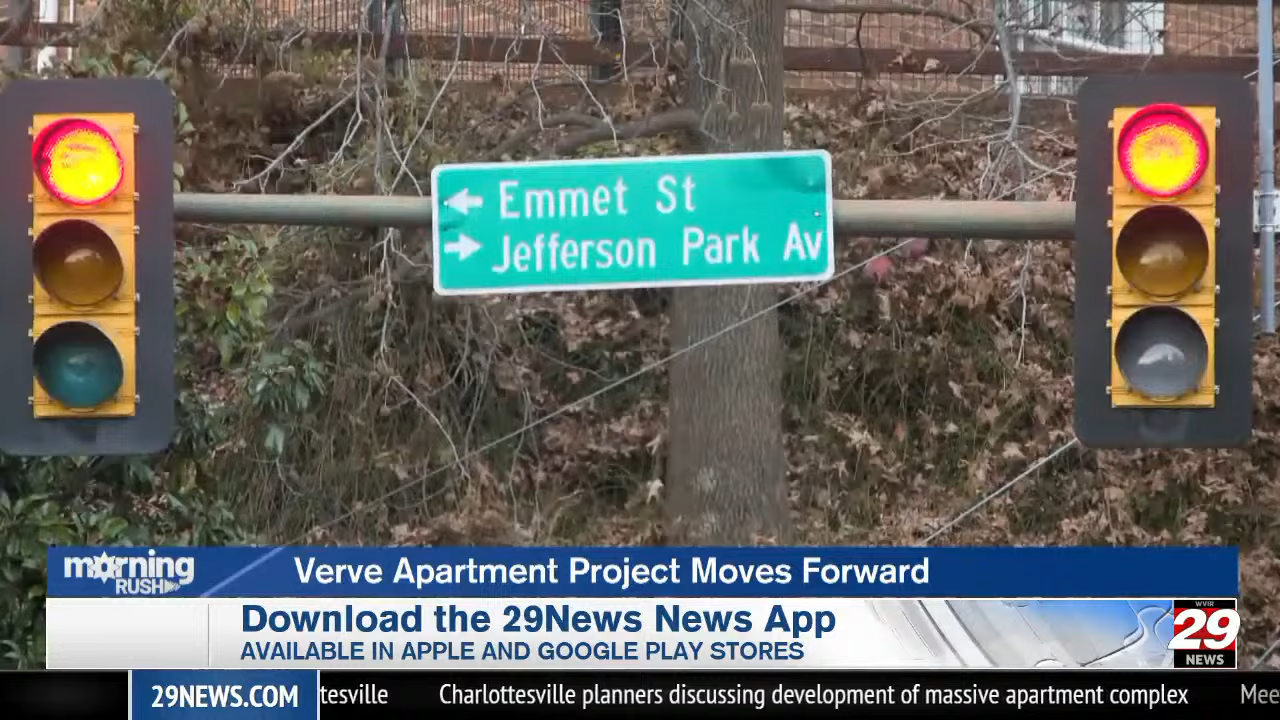 Emmet St
Jefferson Park Av
morning RUSH
Verve Apartment Project Moves Forward
Download the 29News News App
AVAILABLE IN APPLE AND GOOGLE PLAY STORES
WVIR
29
NEWS
29NEWS.COM
tesville Charlottesville planners discussing development of massive apartment complex Mee